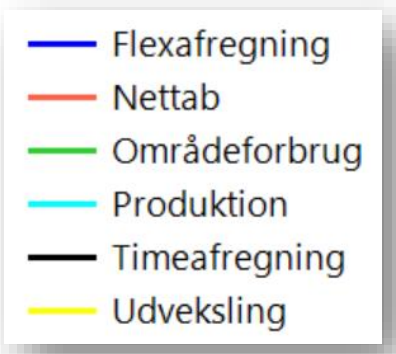 Flexafregning
Nettab
Områdeforbrug
Produktion
Timeafregning
Udveksling